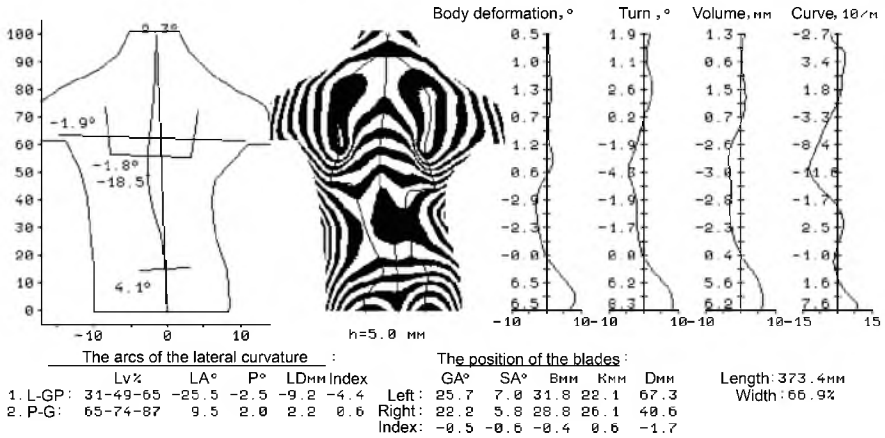 Body deformation, ° Turn, ° Volume, мм Curve, 10/м
100 2.3° 0.5 1.9 1.3 -2.7
90 0.1 1.1 0.6 3.4
80 0.2 2.6 1.5 1.8
70 0.7 0.2 0.7 -3.3
-1.9°
60 1.2 -1.9 -2.6 -8.4
-1.8°
50 0.6 -4.3 -3.0 -11.6
-18.5
40 -2.9 -1.9 -2.8 -1.7
30 -2.3 -1.7 -2.8 2.5
20 -0.0 0.0 0.4 -1.0
10 4.1° 6.5 6.2 5.6 1.6
0 6.5 8.3 6.2 7.6
-10 0 10 -10 10 -10 10 -10 10 -15 15
h=5.0 мм
The arcs of the lateral curvature :
Lv% LA° P° LDмм Index
1. L-GP: 31-49-65 -25.5 -2.5 -9.2 -4.4
2. P-G: 65-74-87 9.5 2.0 2.2 0.6
The position of the blades :
GA° SA° Bмм Kмм Dмм
Left: 25.7 7.0 31.8 22.1 67.3
Right: 22.2 5.8 28.8 26.1 40.6
Index: -0.5 -0.6 -0.4 0.6 -1.7
Length: 373.4мм
Width: 66.9%